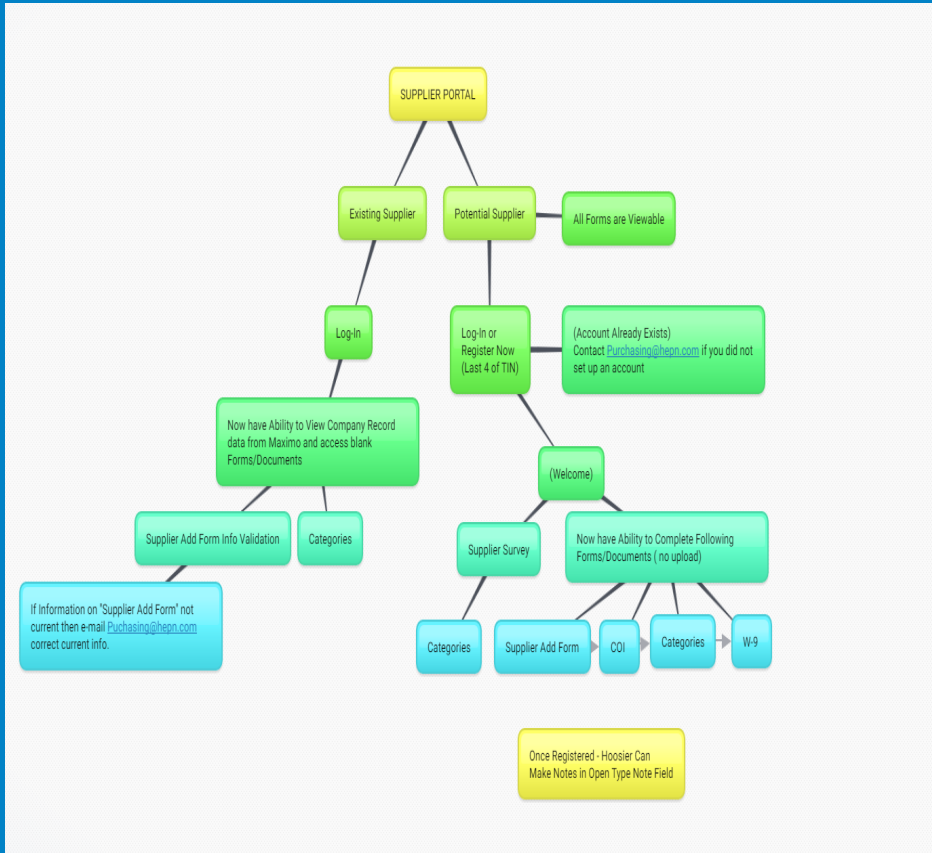 SUPPLIER PORTAL
Existing Supplier
Potential Supplier
All Forms are Viewable
Log-In
Log-In or
Register Now
(Last 4 of TIN)
(Account Already Exists)
Contact Purchasing@hepn.com if you did not
set up an account
Now have Ability to View Company Record
data from Maximo and access blank
Forms/Documents
(Welcome)
Supplier Add Form Info Validation
Categories
Supplier Survey
Now have Ability to Complete Following
Forms/Documents ( no upload)
If Information on "Supplier Add Form" not
current then e-mail Puchasing@hepn.com
correct current info.
Categories
Supplier Add Form
COI
Categories
W-9
Once Registered - Hoosier Can
Make Notes in Open Type Note Field